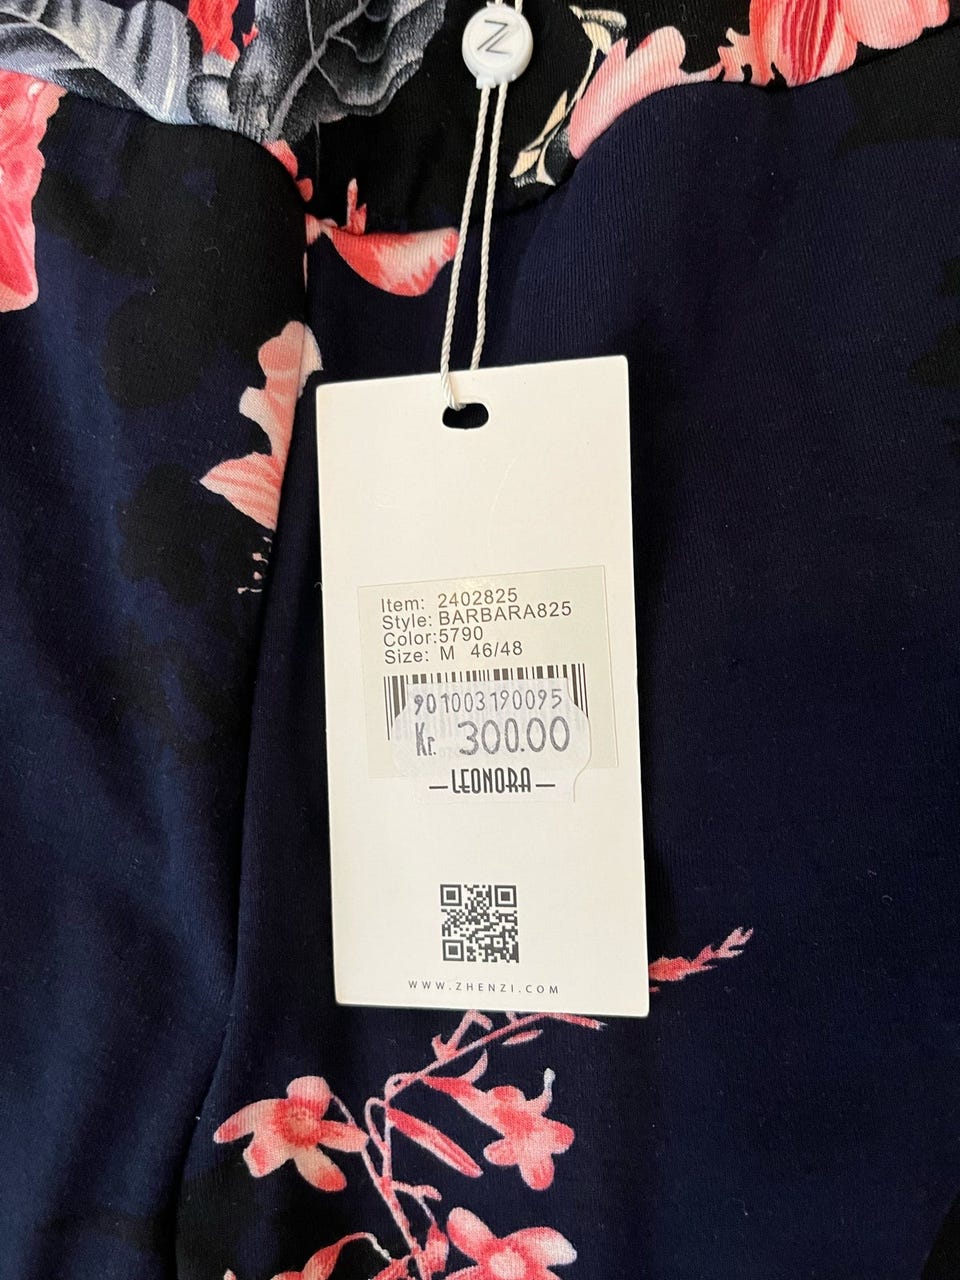 Z
Item: 2402825
Style: BARBARA825
Color:5790
Size: M 46/48
901003190095
Kr. 300.00
—LEONORA—
WWW.ZHENZI.COM